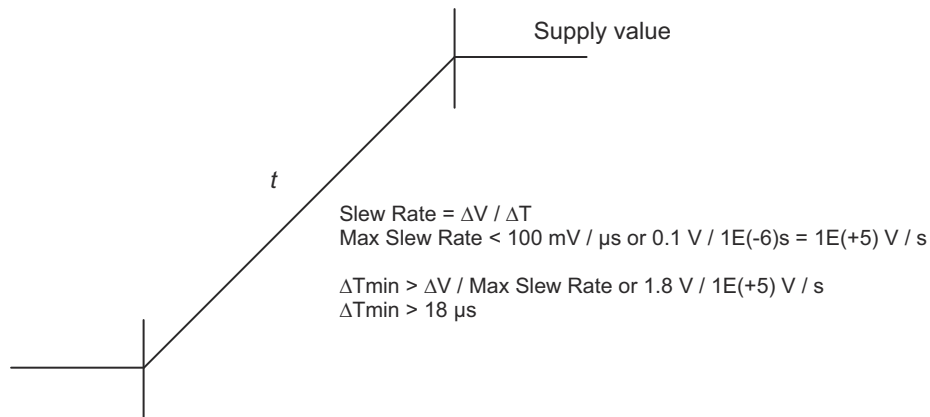 Supply value
t
Slew Rate = ΔV / ΔT
Max Slew Rate < 100 mV / µs or 0.1 V / 1E(-6)s = 1E(+5) V / s
ΔTmin > ΔV / Max Slew Rate or 1.8 V / 1E(+5) V / s
ΔTmin > 18 µs